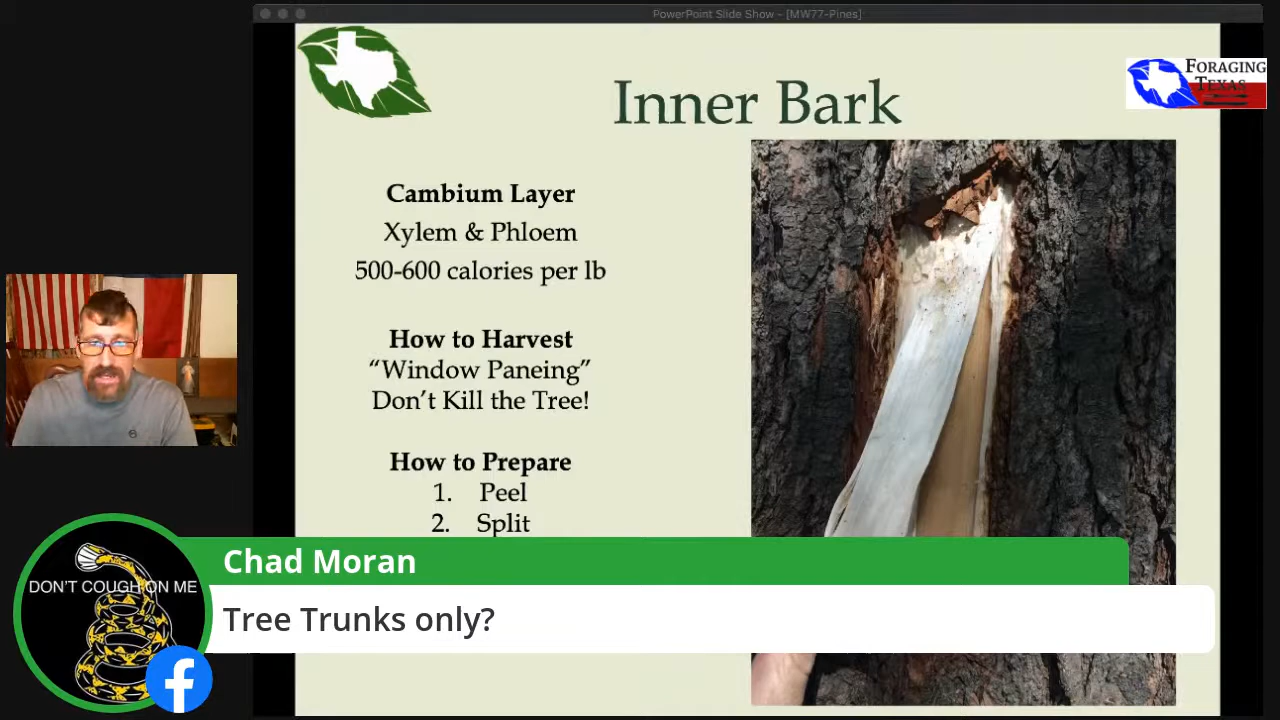 PowerPoint Slide Show - [MW77-Pines]
FORAGING
TEXAS
Inner Bark
Cambium Layer
Xylem & Phloem
500-600 calories per lb
How to Harvest
“Window Paneing”
Don’t Kill the Tree!
How to Prepare
1. Peel
2. Split
Chad Moran
DON'T COUGH ON ME
Tree Trunks only?